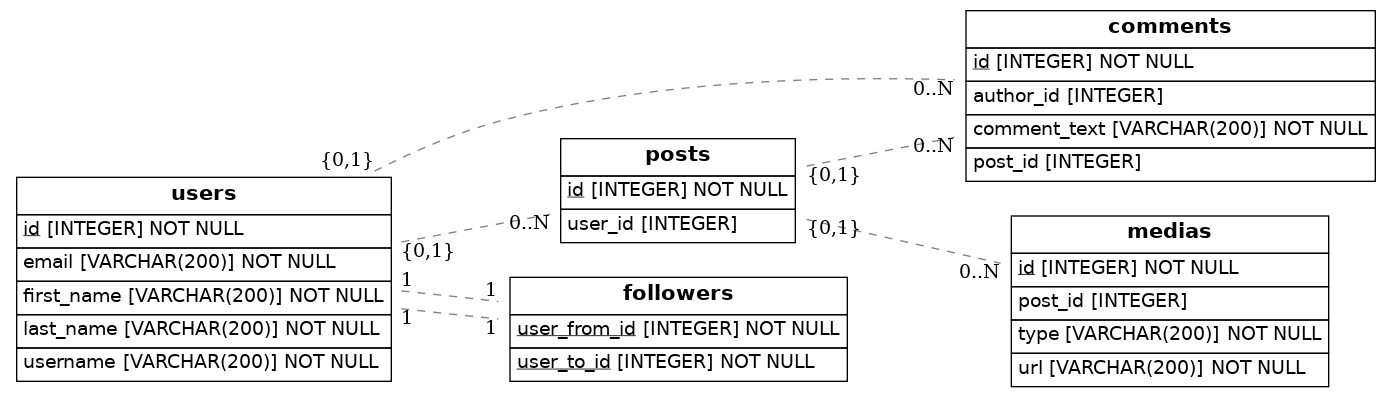 comments
id [INTEGER] NOT NULL
author_id [INTEGER]
comment_text [VARCHAR(200)] NOT NULL
post_id [INTEGER]
0..N
0..N
{0,1}
posts
id [INTEGER] NOT NULL
user_id [INTEGER]
{0,1}
{0,1}
0..N
users
id [INTEGER] NOT NULL
email [VARCHAR(200)] NOT NULL
first_name [VARCHAR(200)] NOT NULL
last_name [VARCHAR(200)] NOT NULL
username [VARCHAR(200)] NOT NULL
{0,1}
1
1
1
1
followers
user_from_id [INTEGER] NOT NULL
user_to_id [INTEGER] NOT NULL
0..N
medias
id [INTEGER] NOT NULL
post_id [INTEGER]
type [VARCHAR(200)] NOT NULL
url [VARCHAR(200)] NOT NULL